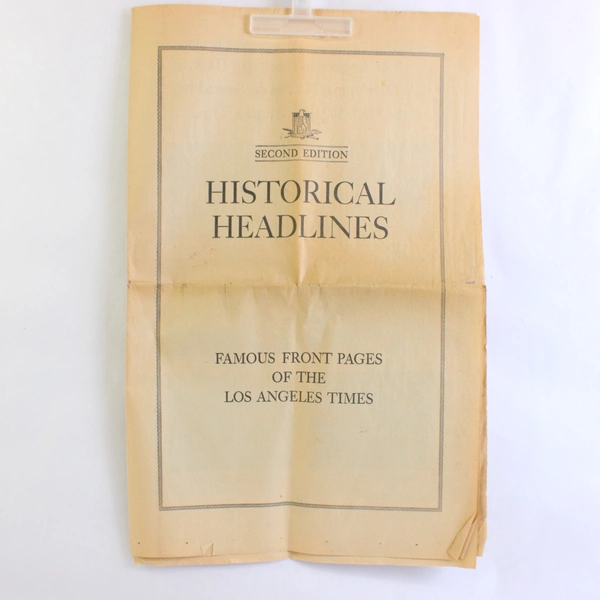 SECOND EDITION
HISTORICAL
HEADLINES
FAMOUS FRONT PAGES
OF THE
LOS ANGELES TIMES